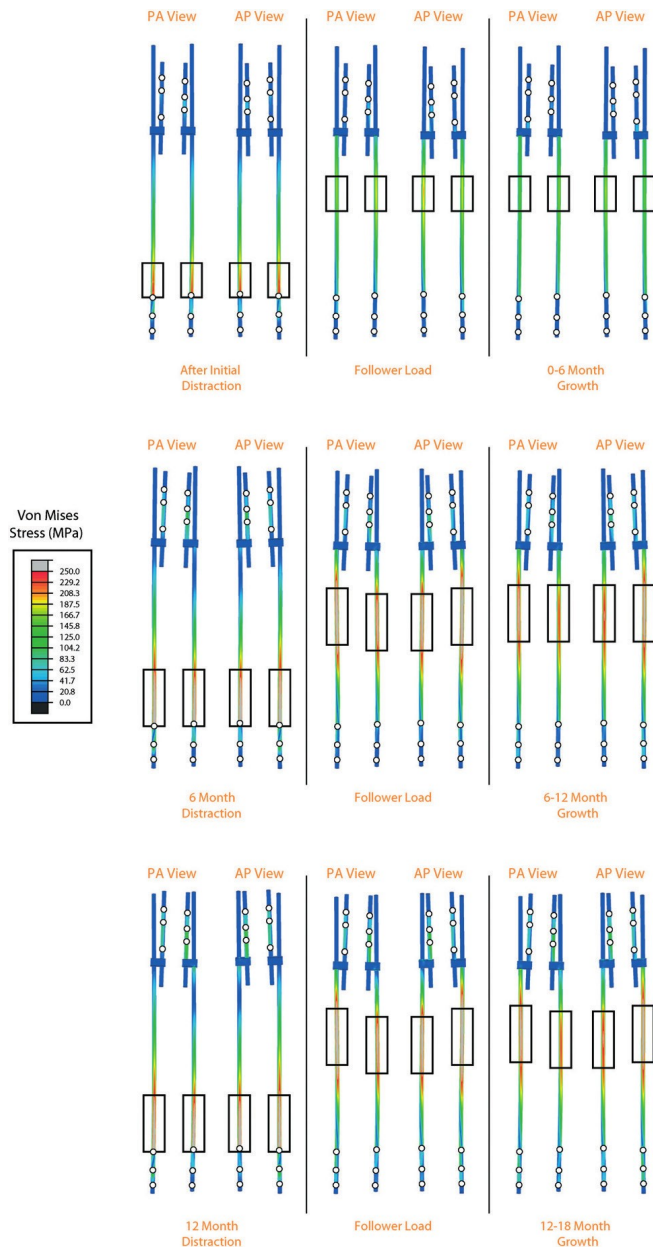 PA View AP View PA View AP View PA View AP View
After Initial
Distraction
Follower Load
0-6 Month
Growth
PA View AP View PA View AP View PA View AP View
Von Mises
Stress (MPa)
250.0
229.2
208.3
187.5
166.7
145.8
125.0
104.2
83.3
62.5
41.7
20.8
0.0
6 Month
Distraction
Follower Load
6-12 Month
Growth
PA View AP View PA View AP View PA View AP View
12 Month
Distraction
Follower Load
12-18 Month
Growth